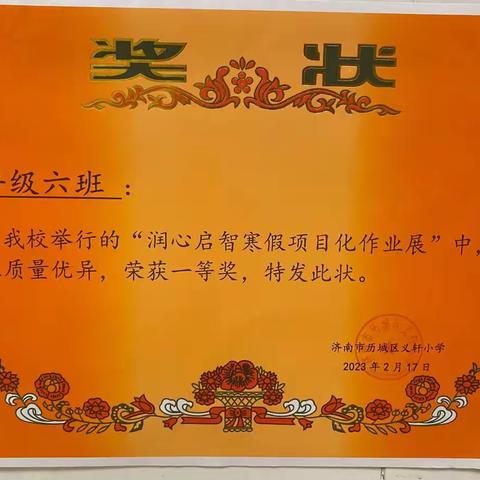 奖状
级六班：
我校举行的“润心启智寒假项目化作业展”中，
质量优异，荣获一等奖，特发此状。
济南市历城区义轩小学
2023年2月17日